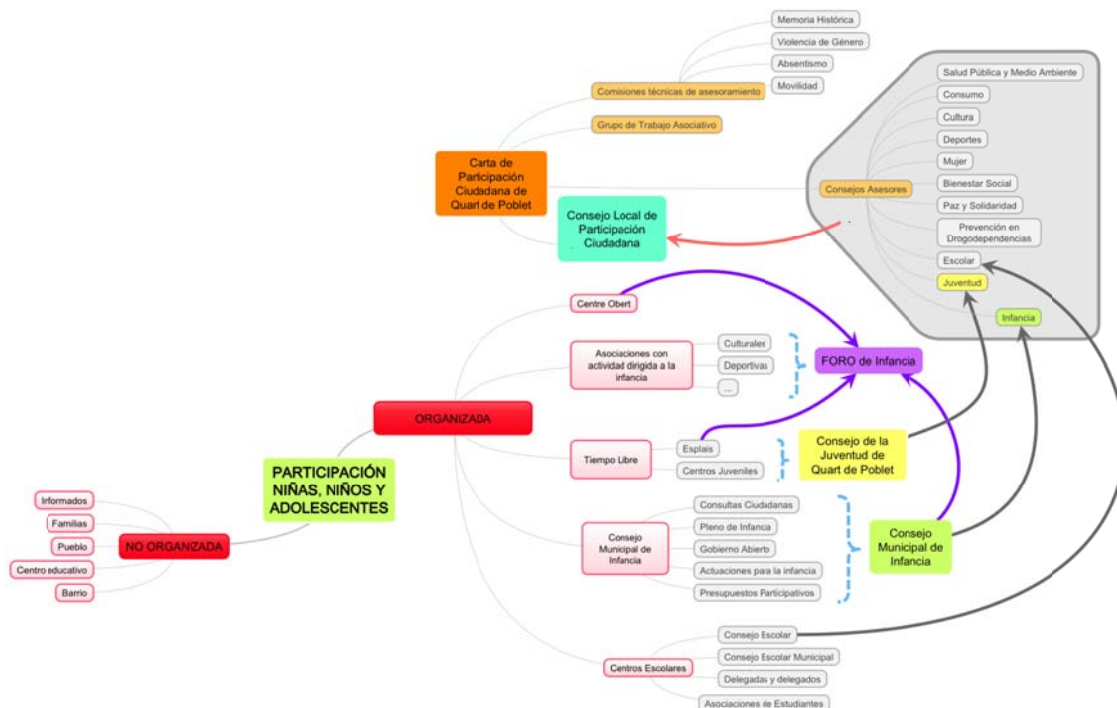 Memoria Histórica
Violencia de Género
Absentismo
Movilidad
Comisiones técnicas de asesoramiento
Grupo de Trabajo Asociativo
Carta de
Participación
Ciudadana de
Quart de Poblet
Consejo Local de
Participación
Ciudadana
Consejos Asesores
Salud Pública y Medio Ambiente
Consumo
Cultura
Deportes
Mujer
Bienestar Social
Paz y Solidaridad
Prevención en
Drogodependencias
Escolar
Juventud
Infancia
Centre Obert
Asociaciones con
actividad dirigida a la
infancia
Culturales
Deportivas
...
FORO de Infancia
ORGANIZADA
Tiempo Libre
Esplais
Centros Juveniles
Consejo de la
Juventud de
Quart de Poblet
PARTICIPACIÓN
NIÑAS, NIÑOS Y
ADOLESCENTES
Informados
Familias
Pueblo
Centro educativo
Barrio
NO ORGANIZADA
Consejo
Municipal de
Infancia
Consultas Ciudadanas
Pleno de Infanca
Gobierno Abierto
Actuaciones para la infancia
Presupuestos Participativos
Consejo
Municipal de
Infancia
Centros Escolares
Consejo Escolar
Consejo Escolar Municipal
Delegadas y delegados
Asociaciones de Estudiantes